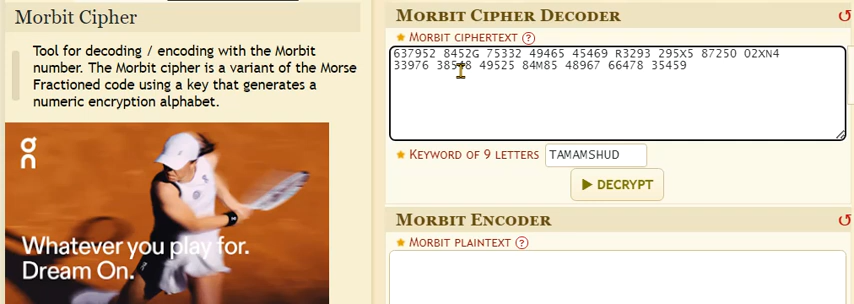 Morbit Cipher
Tool for decoding / encoding with the Morbit
number. The Morbit cipher is a variant of the Morse
Fractioned code using a key that generates a
numeric encryption alphabet.
on
Whatever you play for.
Dream On.
MORBIT CIPHER DECODER
★ MORBIT CIPHERTEXT ?
637952 8452G 75332 49465 45469 R3293 295X5 87250 O2XN4
33976 49525 84M85 48967 66478 35459
★ KEYWORD OF 9 LETTERS TAMAMSHUD
▶ DECRYPT
MORBIT ENCODER
★ MORBIT PLAINTEXT ?